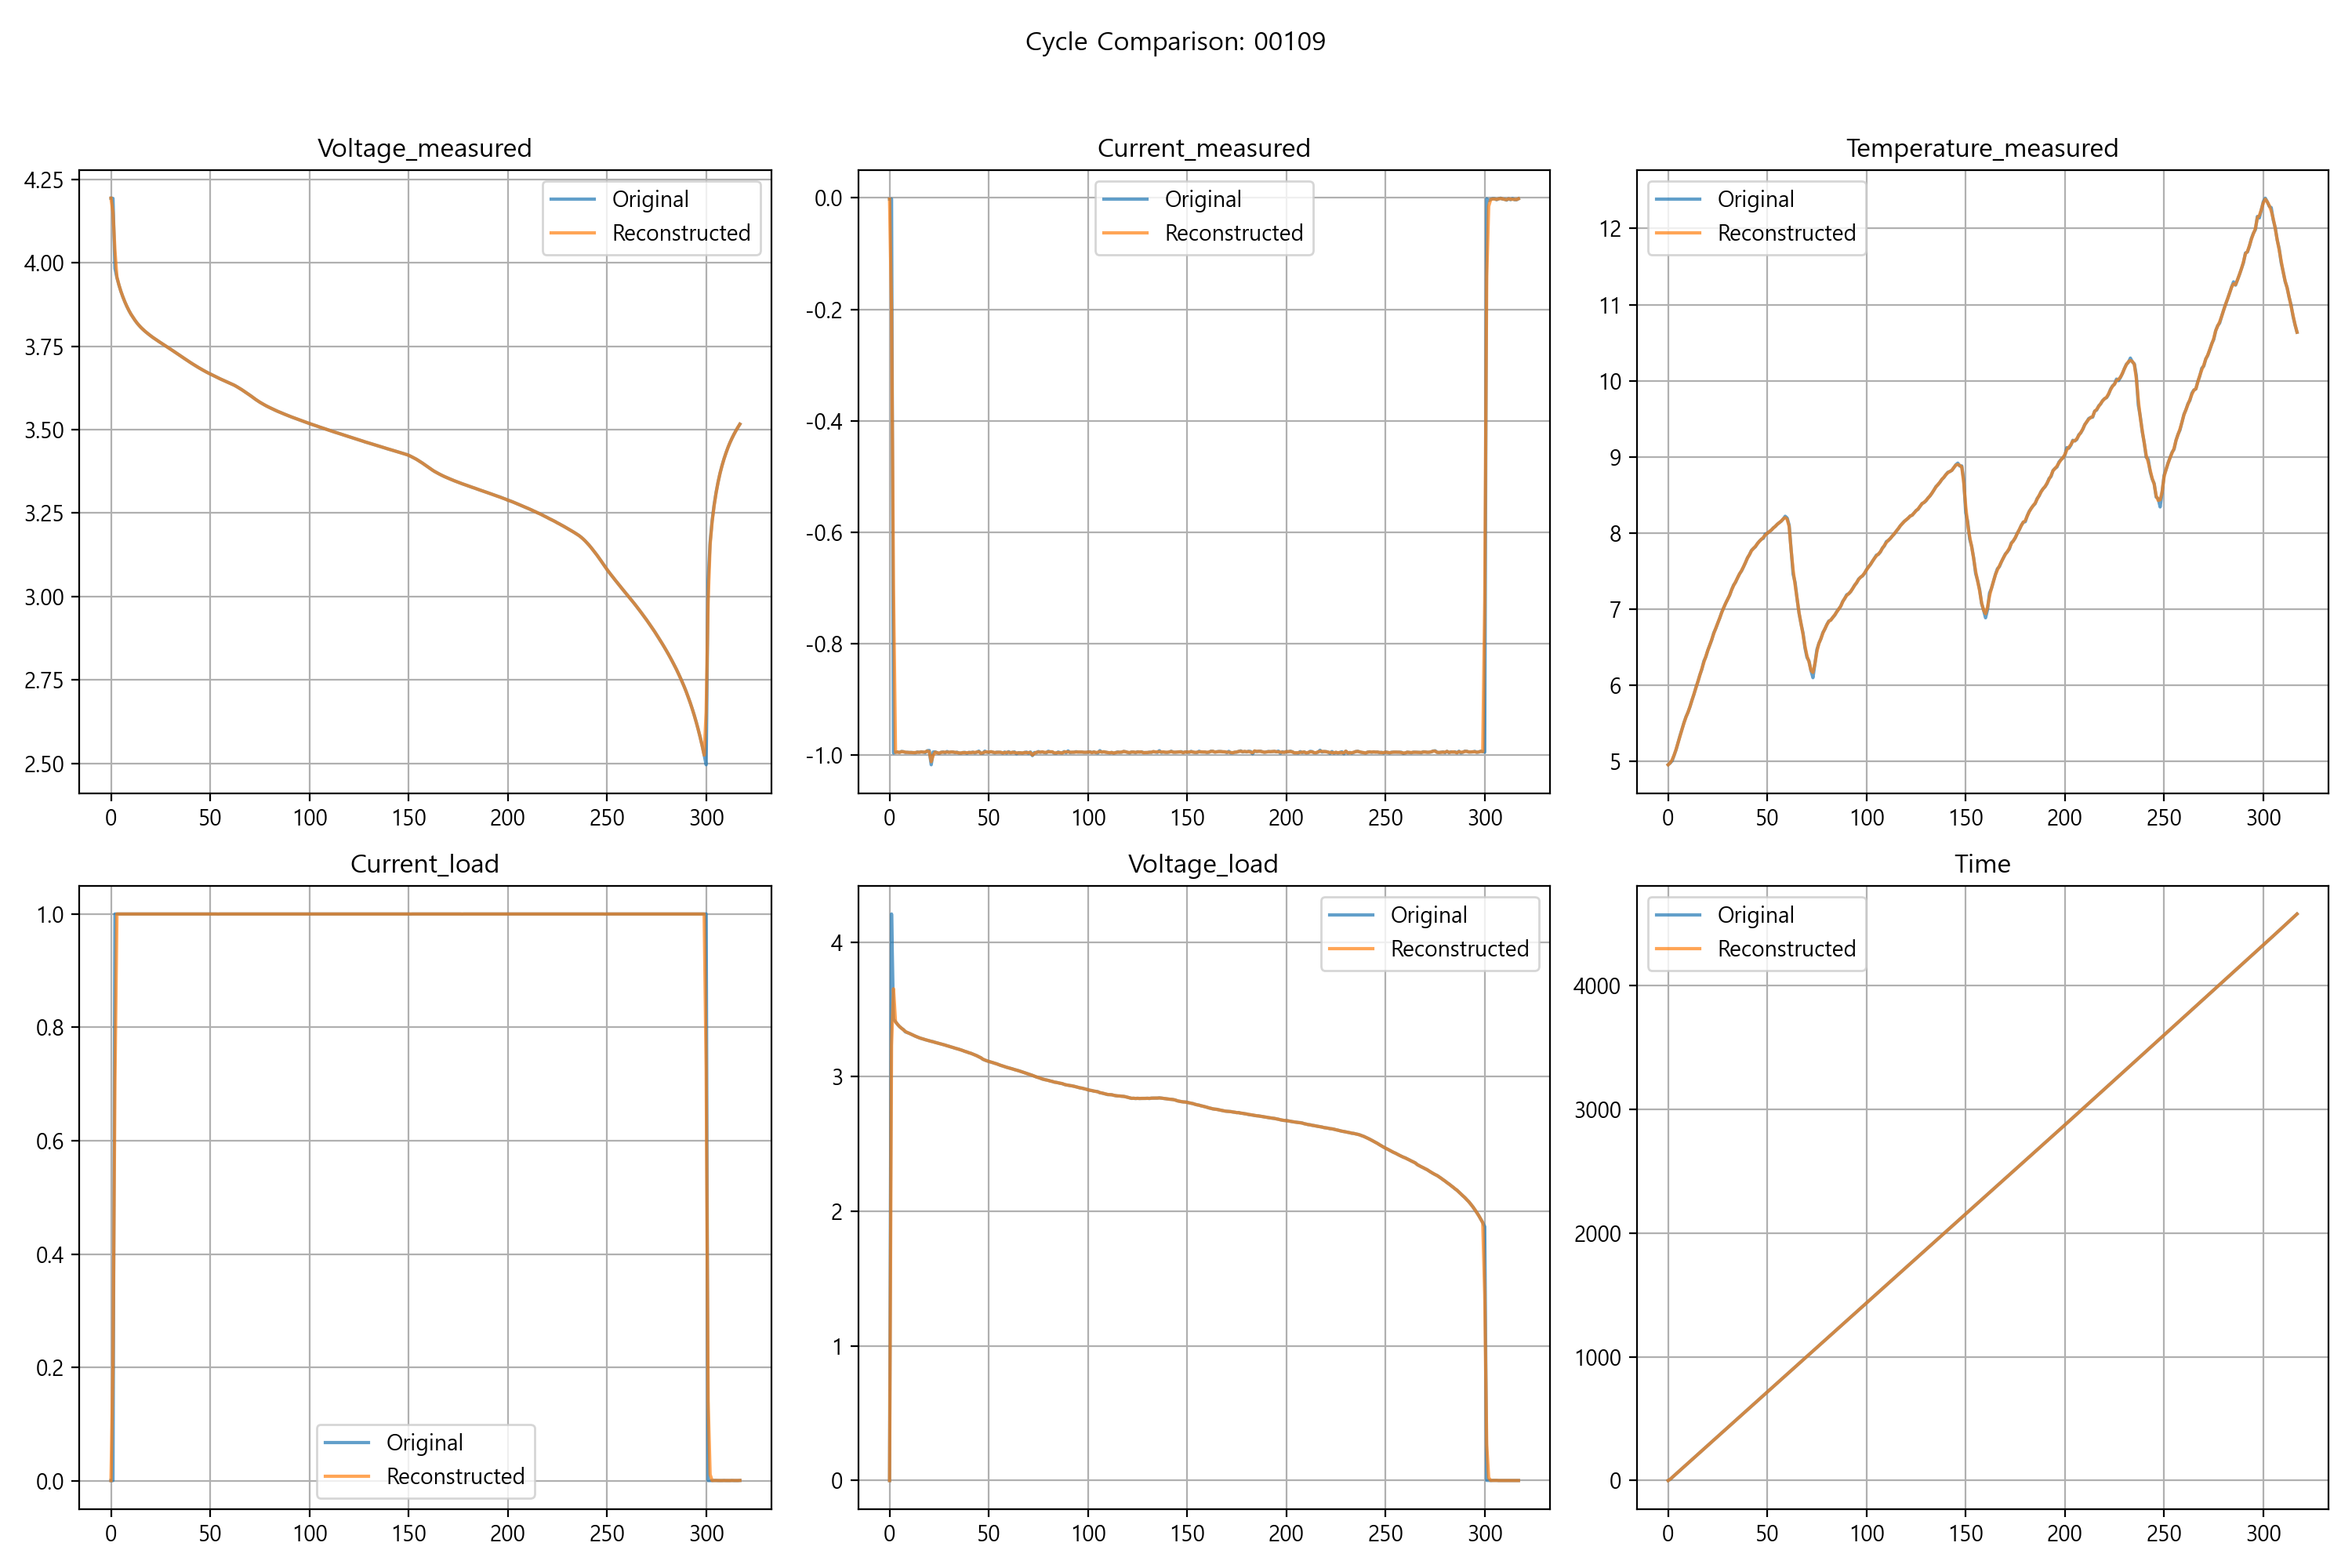 Cycle Comparison: 00109
Voltage_measured
4.25
4.00
3.75
3.50
3.25
3.00
2.75
2.50
0 50 100 150 200 250 300
Original
Reconstructed
Current_measured
0.0
-0.2
-0.4
-0.6
-0.8
-1.0
0 50 100 150 200 250 300
Original
Reconstructed
Temperature_measured
12
11
10
9
8
7
6
5
0 50 100 150 200 250 300
Original
Reconstructed
Current_load
1.0
0.8
0.6
0.4
0.2
0.0
0 50 100 150 200 250 300
Original
Reconstructed
Voltage_load
4
3
2
1
0
0 50 100 150 200 250 300
Original
Reconstructed
Time
4000
3000
2000
1000
0
0 50 100 150 200 250 300
Original
Reconstructed